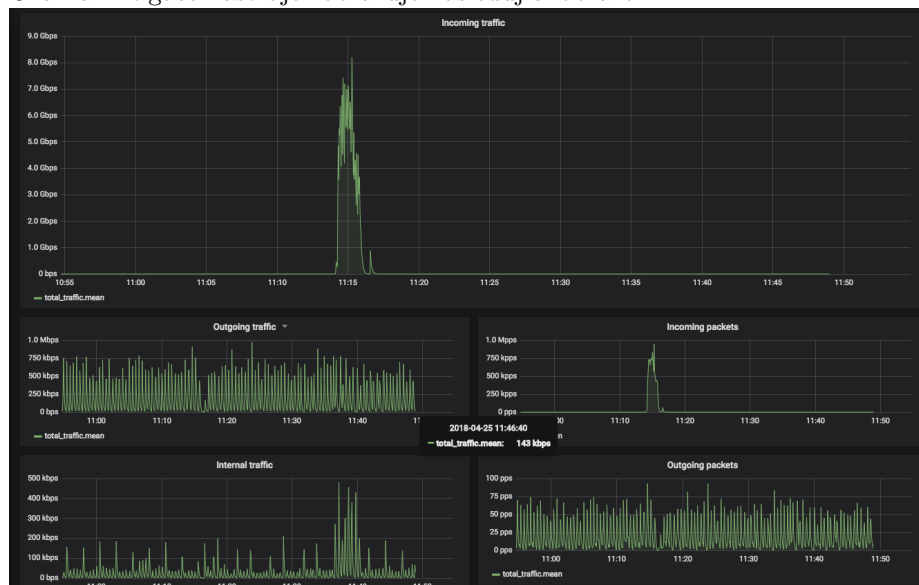 Incoming traffic
9.0 Gbps
8.0 Gbps
7.0 Gbps
6.0 Gbps
5.0 Gbps
4.0 Gbps
3.0 Gbps
2.0 Gbps
1.0 Gbps
0 bps
10:55 11:00 11:05 11:10 11:15 11:20 11:25 11:30 11:35 11:40 11:45 11:50
total_traffic.mean
Outgoing traffic
1.0 Mbps
750 kbps
500 kbps
250 kbps
0 bps
11:00 11:10 11:20 11:30 11:40
total_traffic.mean
Incoming packets
1.0 Mpps
750 kpps
500 kpps
250 kpps
0 pps
11:10 11:20 11:30 11:40 11:50
2018-04-25 11:46:40
total_traffic.mean: 143 kbps
Internal traffic
500 kbps
400 kbps
300 kbps
200 kbps
100 kbps
0 bps
Outgoing packets
100 pps
75 pps
50 pps
25 pps
0 pps
11:00 11:10 11:20 11:30 11:40 11:50
total_traffic.mean